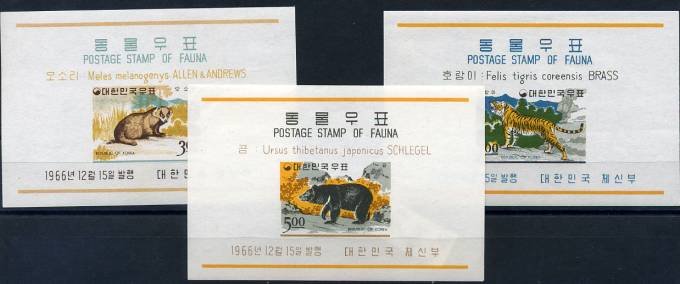 동물우표
POSTAGE STAMP OF FAUNA
오소리 : Meles melanogenys ALLEN & ANDREWS
대한민국우표
오소
REPUBLIC OF KOREA
1966년 12월 15일 발행 대한민
동물우표
POSTAGE STAMP OF FAUNA
곰 : Ursus thibetanus japonicus SCHLEGEL
대한민국우표
5.00
REPUBLIC OF KOREA
1966년 12월 15일 발행 대한민국 체신부
동물우표
POSTAGE STAMP OF FAUNA
호랑이 : Felis tigris coreensis BRASS
대한민국우표
REPUBLIC OF KOREA
15일 발행 대한민국 체신부